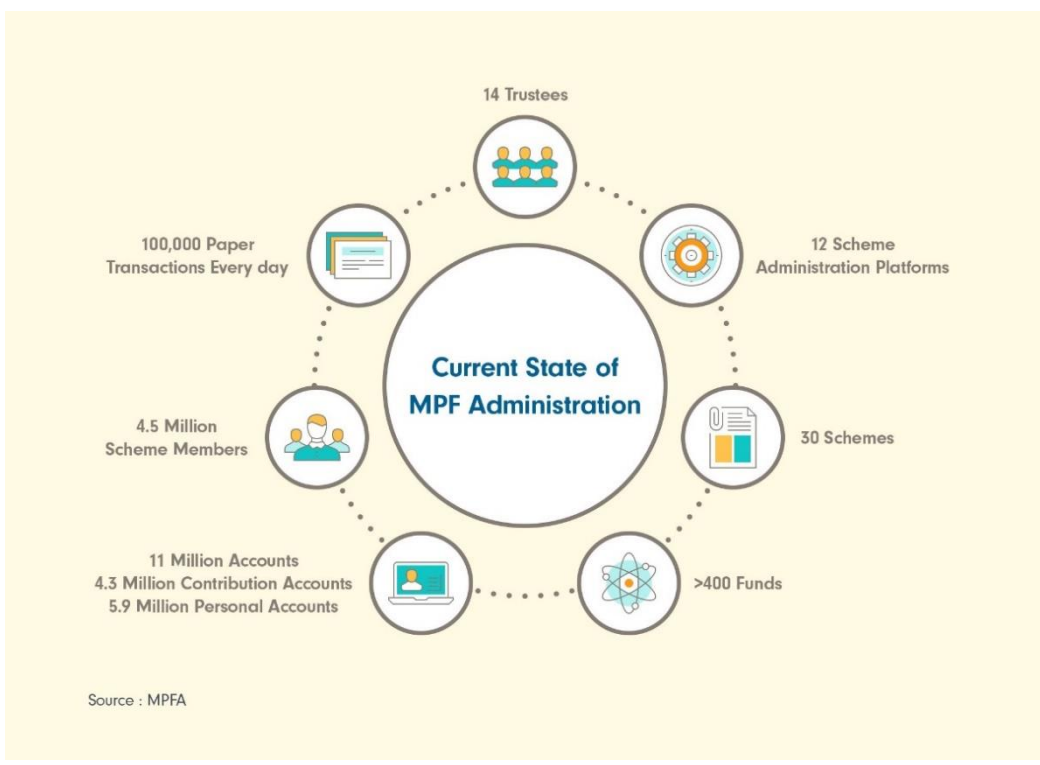 14 Trustees
100,000 Paper
Transactions Every day
12 Scheme
Administration Platforms
Current State of
MPF Administration
4.5 Million
Scheme Members
30 Schemes
11 Million Accounts
4.3 Million Contribution Accounts
5.9 Million Personal Accounts
>400 Funds
Source : MPFA